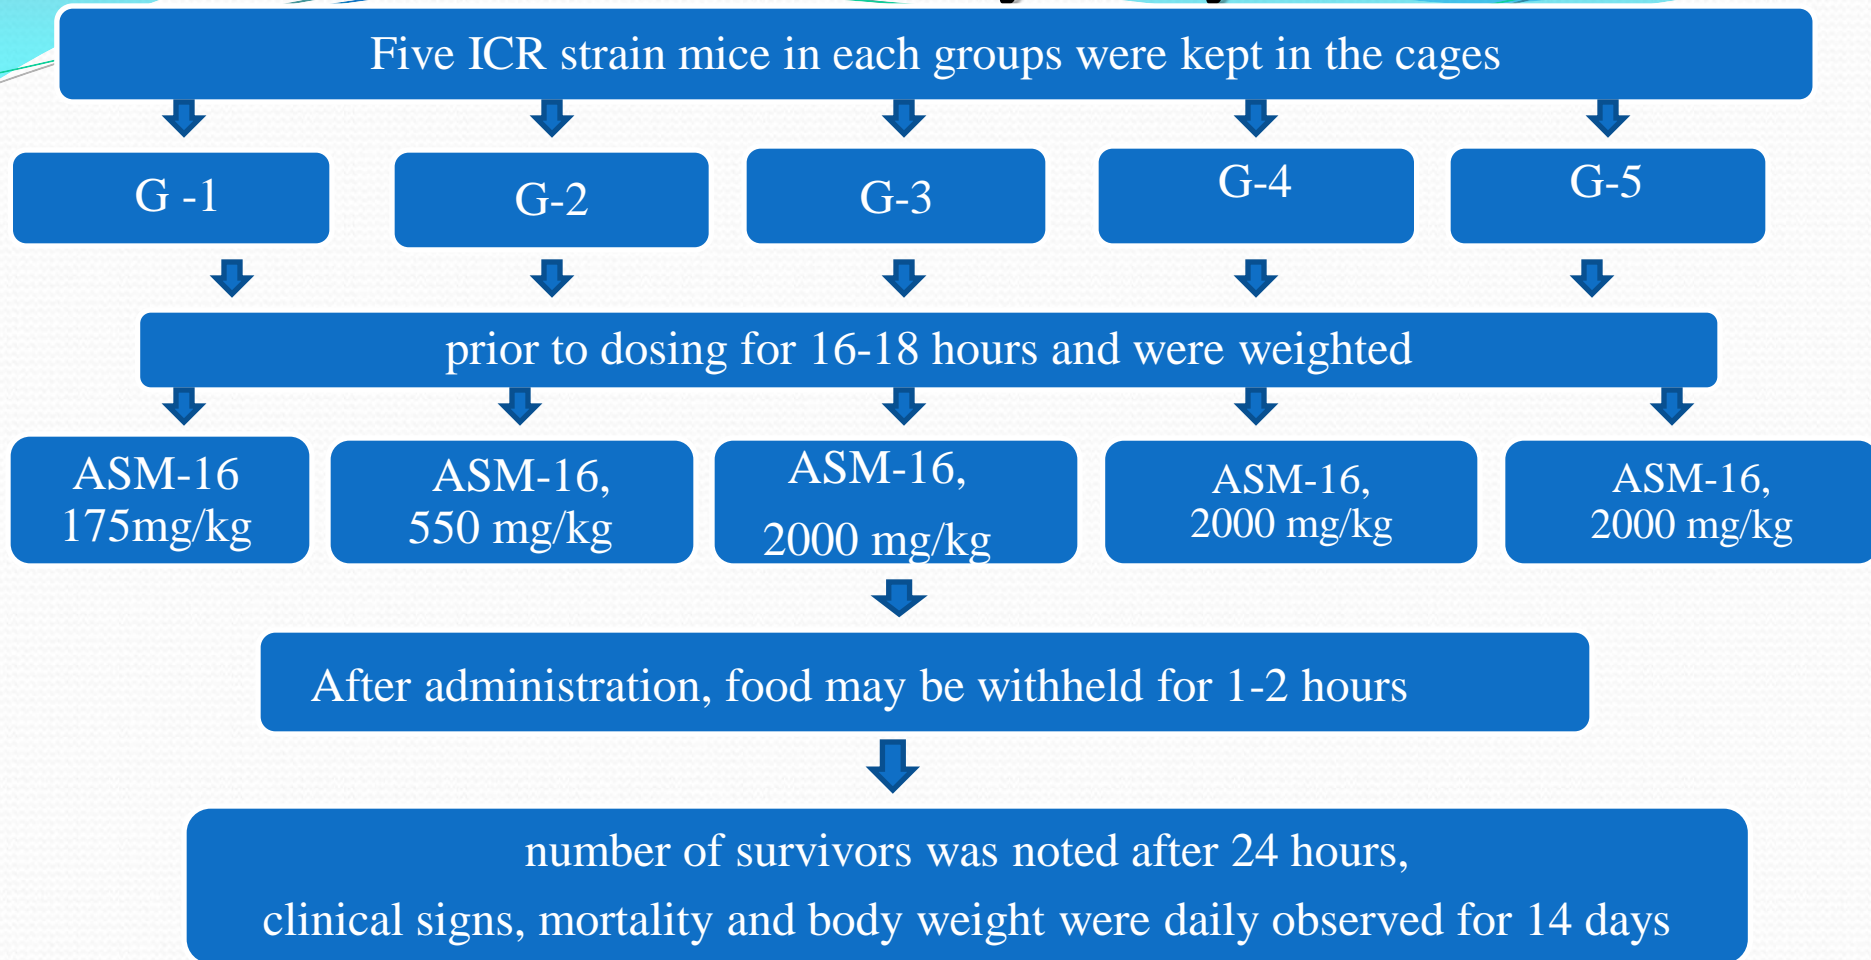 Five ICR strain mice in each groups were kept in the cages
G -1
G-2
G-3
G-4
G-5
prior to dosing for 16-18 hours and were weighted
ASM-16
175mg/kg
ASM-16,
550 mg/kg
ASM-16,
2000 mg/kg
ASM-16,
2000 mg/kg
ASM-16,
2000 mg/kg
After administration, food may be withheld for 1-2 hours
number of survivors was noted after 24 hours,
clinical signs, mortality and body weight were daily observed for 14 days